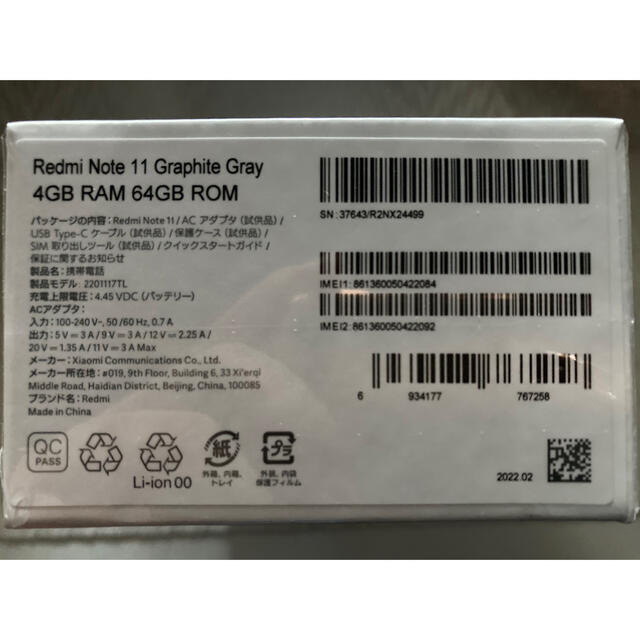 Redmi Note 11 Graphite Gray
4GB RAM 64GB ROM
パッケージの内容：Redmi Note 11 / AC アダプタ（試供品）/
USB Type-C ケーブル（試供品）/保護ケース（試供品）/
SIM 取り出しツール（試供品）/ クイックスタートガイド /
保証に関するお知らせ
製品名：携帯電話
製品モデル：2201117TL
充電上限電圧：4.45 VDC（バッテリー）
ACアダプタ：
入力：100-240 V~, 50/60 Hz, 0.7 A
出力：5 V⎓3 A / 9 V⎓3 A / 12 V⎓2.25 A /
20 V⎓1.35 A / 11 V⎓3 A Max
メーカー：Xiaomi Communications Co., Ltd.
メーカー所在地：#019, 9th Floor, Building 6, 33 Xi'erqi
Middle Road, Haidian District, Beijing, China, 100085
ブランド名：Redmi
Made in China
SN: 37643/R2NX24499
IMEI1: 861360050422084
IMEI2: 861360050422092
6 934177 767258
QC
PASS
Li-ion 00
紙
外箱、内箱、
トレイ
プラ
外装、内袋
保護フィルム
2022.02